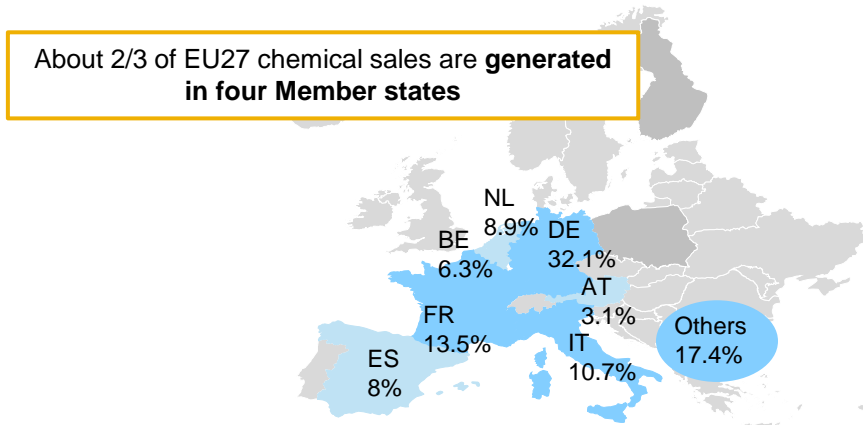 About 2/3 of EU27 chemical sales are generated
in four Member states
NL
8.9%
DE
32.1%
BE
6.3%
AT
3.1%
FR
13.5%
IT
10.7%
Others
17.4%
ES
8%